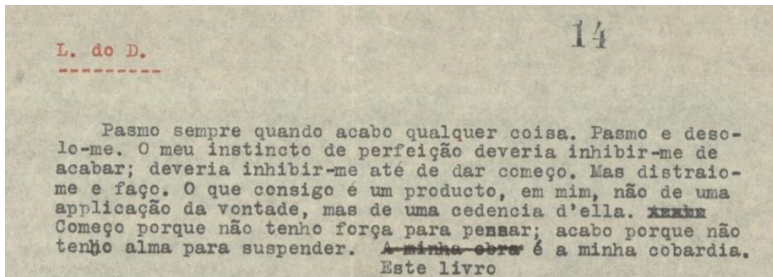 14
L. do D.
Pasmo sempre quando acabo qualquer coisa. Pasmo e deso-
lo-me. O meu instincto de perfeição deveria inhibir-me de
acabar; deveria inhibir-me até de dar começo. Mas distraio-
me e faço. O que consigo é um producto, em mim, não de uma
applicação da vontade, mas de uma cedencia d'ella.
Começo porque não tenho força para pensar; acabo porque não
tenho alma para suspender. A minha obra é a minha cobardia.
Este livro